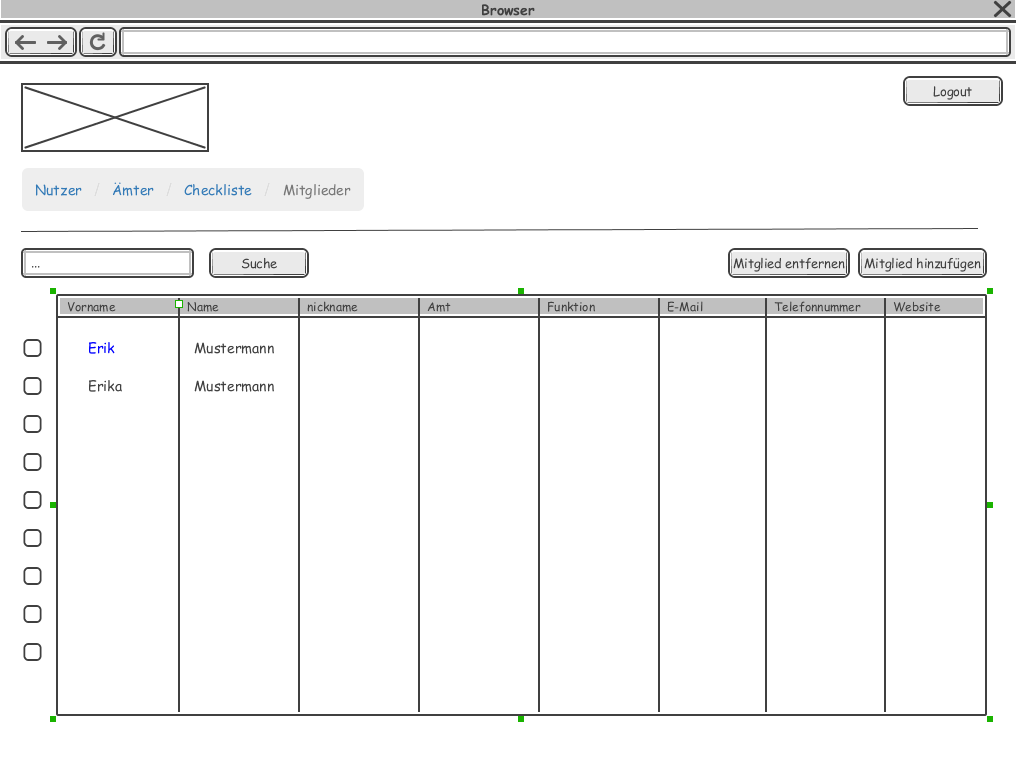 Browser
Logout
Nutzer / Ämter / Checkliste / Mitglieder
... Suche Mitglied entfernen Mitglied hinzufügen
Vorname Name nickname Amt Funktion E-Mail Telefonnummer Website
Erik Mustermann
Erika Mustermann